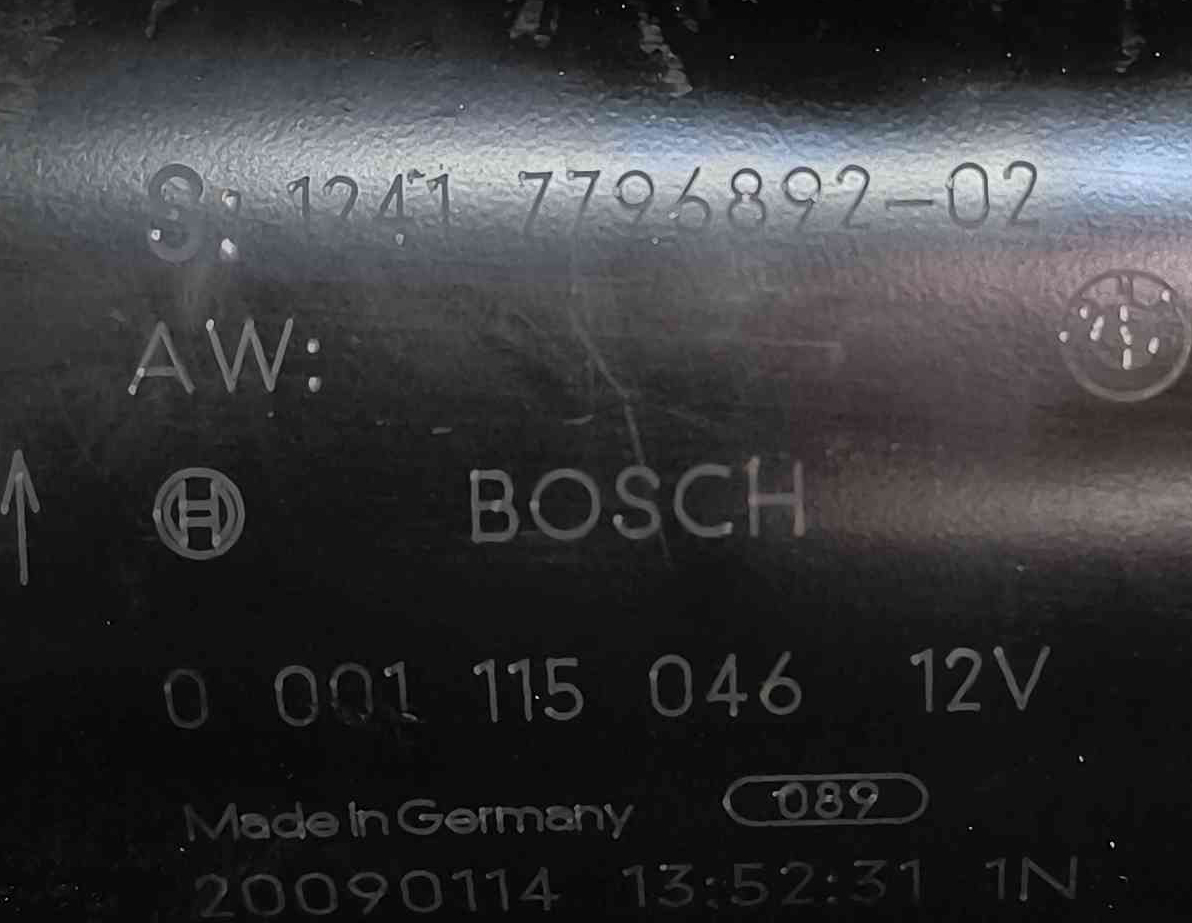 S: 1241 7796892-02
AW:
BOSCH
0 001 115 046 12V
089
Made in Germany
20090114 13:52:31 1N